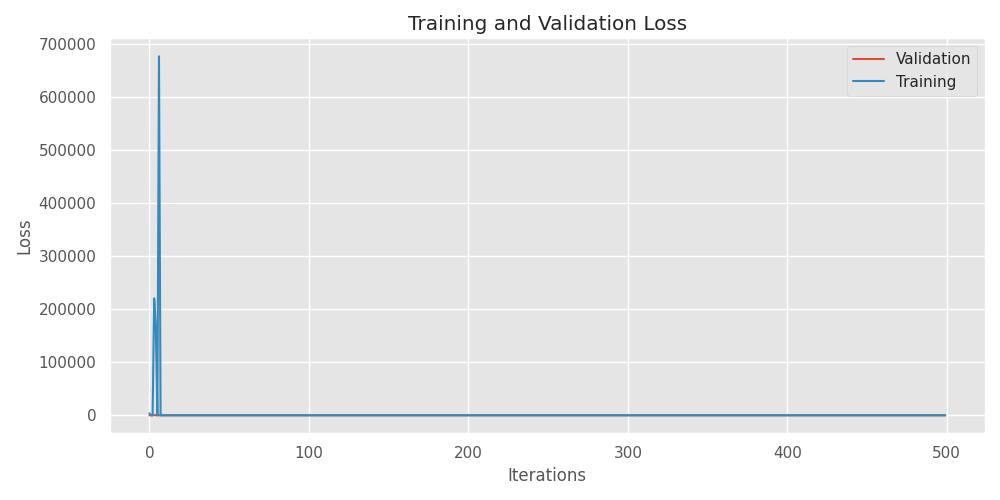 Training and Validation Loss
Validation
Training
700000
600000
500000
400000
300000
200000
100000
0
Loss
0 100 200 300 400 500
Iterations